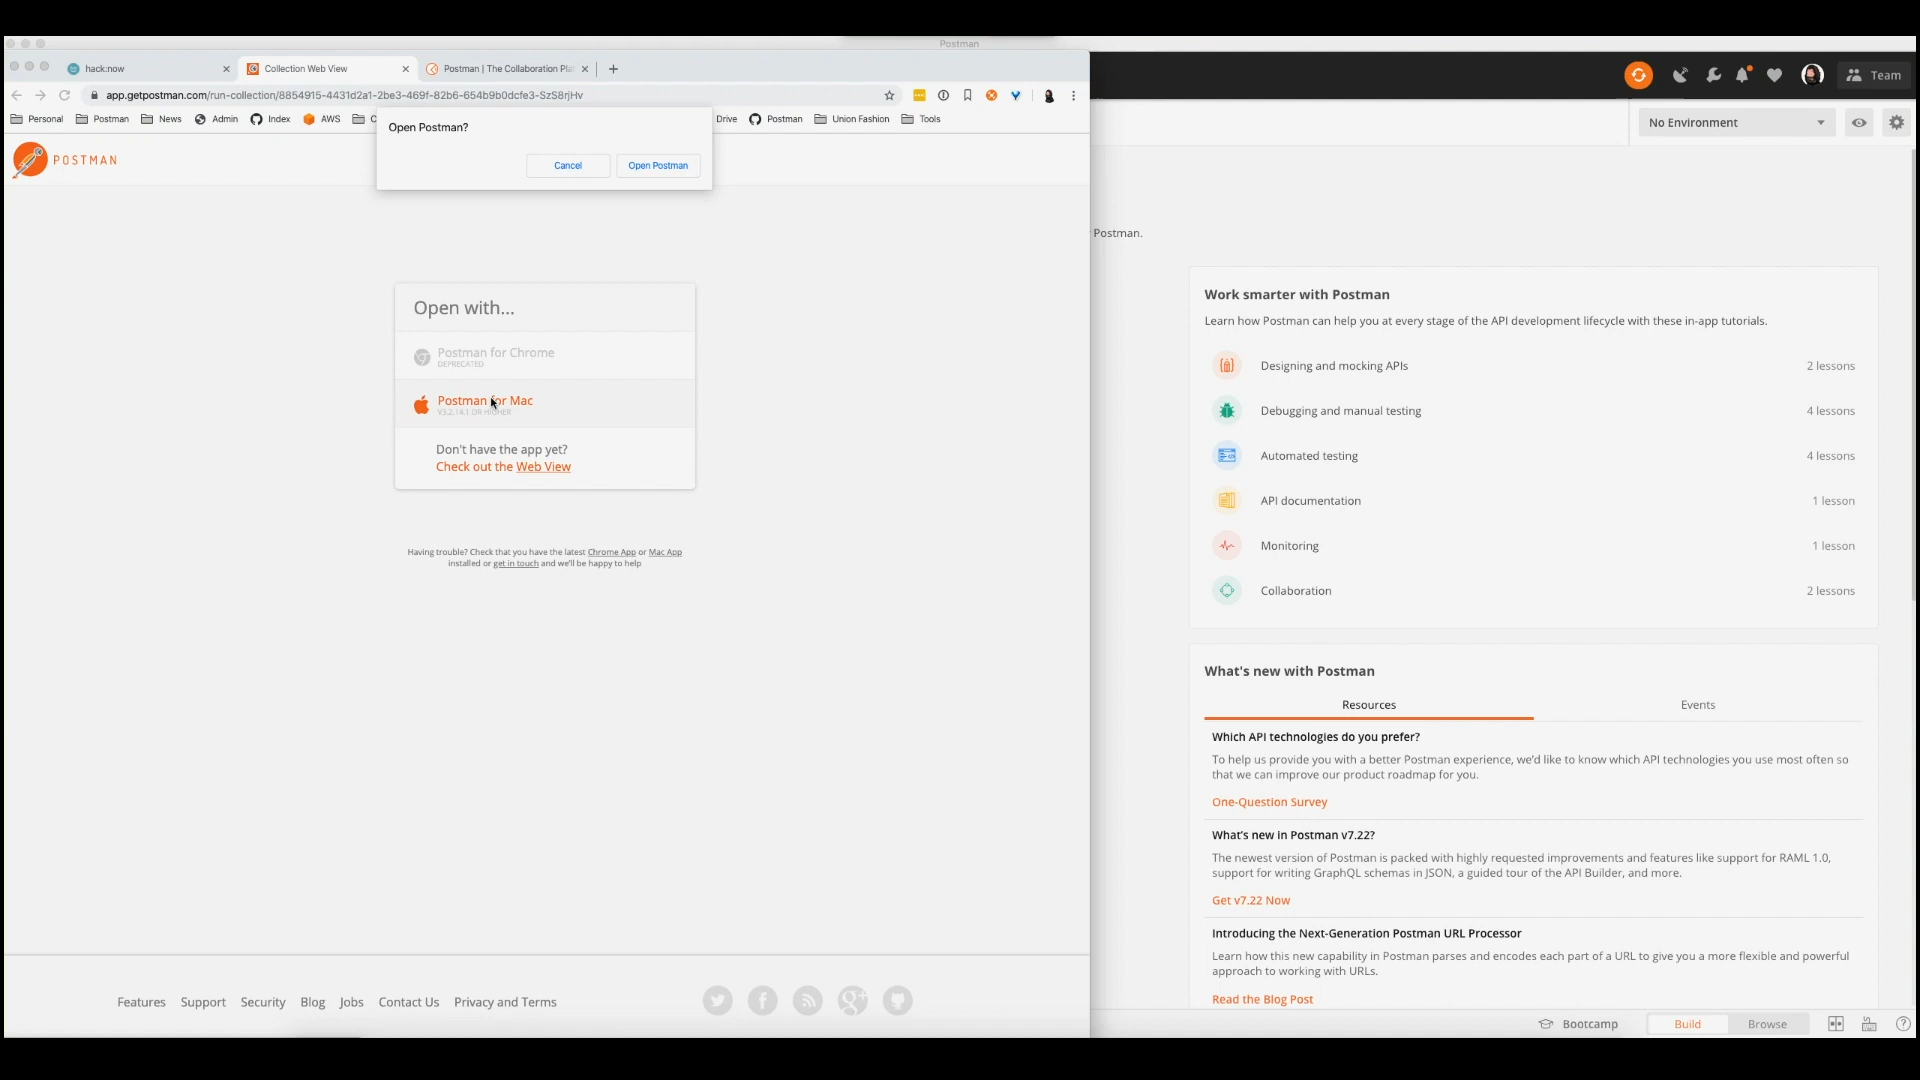 Postman
hack:now
Collection Web View
Postman | The Collaboration Pla
app.getpostman.com/run-collection/8854915-4431d2a1-2be3-469f-82b6-654b9b0dcfe3-SzS8rjHv
Personal
Postman
News
Admin
Index
AWS
Drive
Postman
Union Fashion
Tools
Open Postman?
Cancel
Open Postman
POSTMAN
Open with...
Postman for Chrome
DEPRECATED
Postman for Mac
V3.2.14.1 OR HIGHER
Don't have the app yet?
Check out the Web View
Having trouble? Check that you have the latest Chrome App or Mac App
installed or get in touch and we'll be happy to help
Features
Support
Security
Blog
Jobs
Contact Us
Privacy and Terms
Team
No Environment
Postman.
Work smarter with Postman
Learn how Postman can help you at every stage of the API development lifecycle with these in-app tutorials.
Designing and mocking APIs
2 lessons
Debugging and manual testing
4 lessons
Automated testing
4 lessons
API documentation
1 lesson
Monitoring
1 lesson
Collaboration
2 lessons
What's new with Postman
Resources
Events
Which API technologies do you prefer?
To help us provide you with a better Postman experience, we'd like to know which API technologies you use most often so
that we can improve our product roadmap for you.
One-Question Survey
What's new in Postman v7.22?
The newest version of Postman is packed with highly requested improvements and features like support for RAML 1.0,
support for writing GraphQL schemas in JSON, a guided tour of the API Builder, and more.
Get v7.22 Now
Introducing the Next-Generation Postman URL Processor
Learn how this new capability in Postman parses and encodes each part of a URL to give you a more flexible and powerful
approach to working with URLs.
Read the Blog Post
Bootcamp
Build
Browse